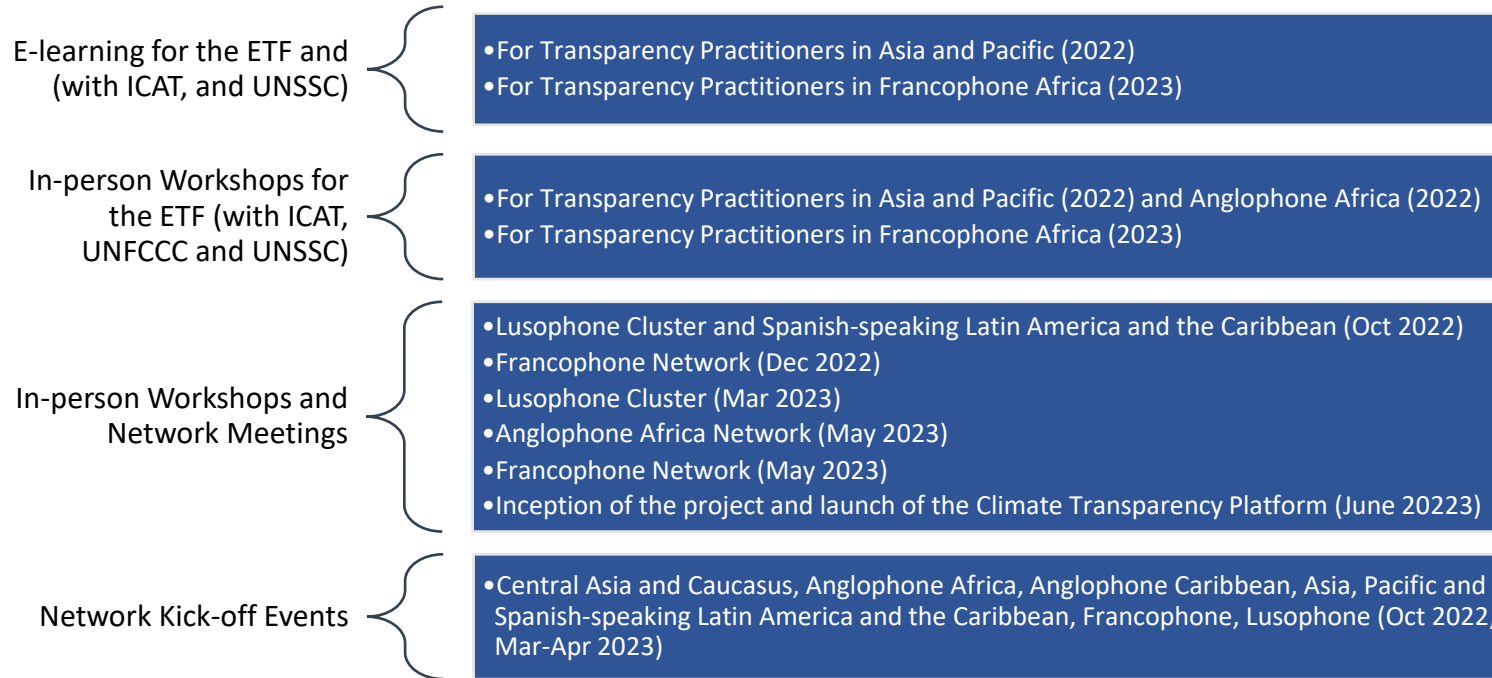 E-learning for the ETF and
(with ICAT, and UNSSC)
•For Transparency Practitioners in Asia and Pacific (2022)
•For Transparency Practitioners in Francophone Africa (2023)
In-person Workshops for
the ETF (with ICAT,
UNFCCC and UNSSC)
•For Transparency Practitioners in Asia and Pacific (2022) and Anglophone Africa (2022)
•For Transparency Practitioners in Francophone Africa (2023)
In-person Workshops and
Network Meetings
•Lusophone Cluster and Spanish-speaking Latin America and the Caribbean (Oct 2022)
•Francophone Network (Dec 2022)
•Lusophone Cluster (Mar 2023)
•Anglophone Africa Network (May 2023)
•Francophone Network (May 2023)
•Inception of the project and launch of the Climate Transparency Platform (June 20223)
Network Kick-off Events
•Central Asia and Caucasus, Anglophone Africa, Anglophone Caribbean, Asia, Pacific and
Spanish-speaking Latin America and the Caribbean, Francophone, Lusophone (Oct 2022,
Mar-Apr 2023)